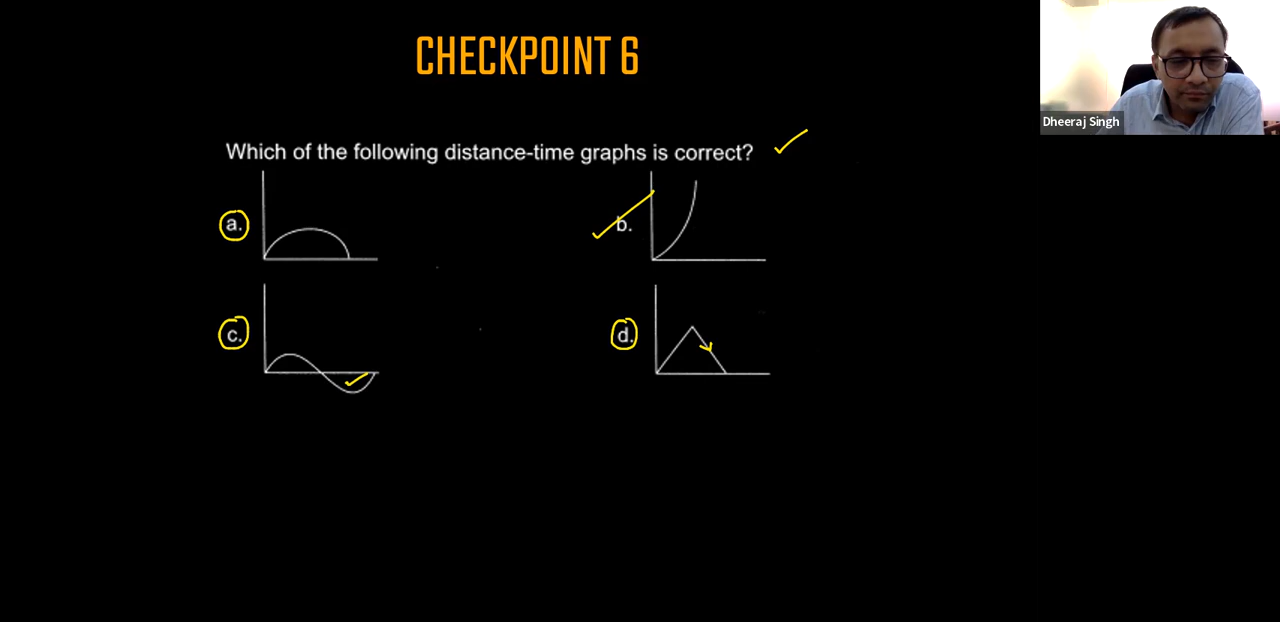 CHECKPOINT 6
Dheeraj Singh
Which of the following distance-time graphs is correct?
a.
b.
c.
d.